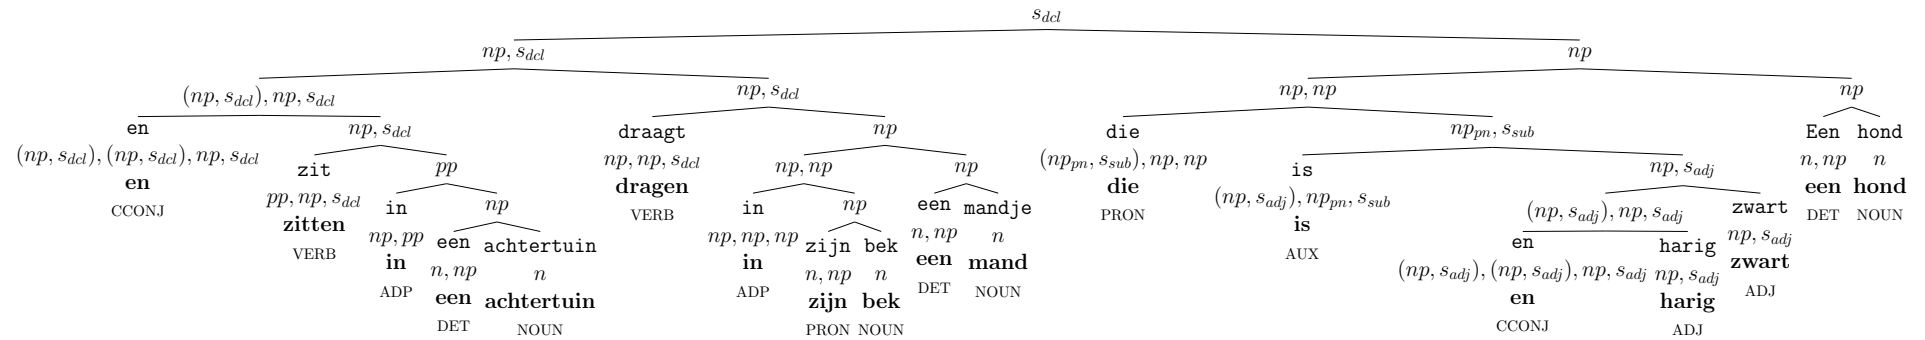 s_dcl
np, s_dcl np
(np, s_dcl), np, s_dcl np, s_dcl np, np np
en np, s_dcl draagt np die np_pn, s_sub Een hond
(np, s_dcl), (np, s_dcl), np, s_dcl zit pp np, np, s_dcl np, np np (np_pn, s_sub), np, np is np, s_adj n, np n
en pp, np, s_dcl in np dragen in np een mandje die (np, s_adj), np_pn, s_sub (np, s_adj), np, s_adj zwart een hond
CCONJ zitten np, pp een achtertuin VERB np, np, np zijn bek n, np n PRON is en harig np, s_adj DET NOUN
VERB in n, np n in n, np n een mand AUX (np, s_adj), (np, s_adj), np, s_adj np, s_adj zwart
ADP een achtertuin ADP zijn bek DET NOUN en harig ADJ
DET NOUN PRON NOUN CCONJ ADJ